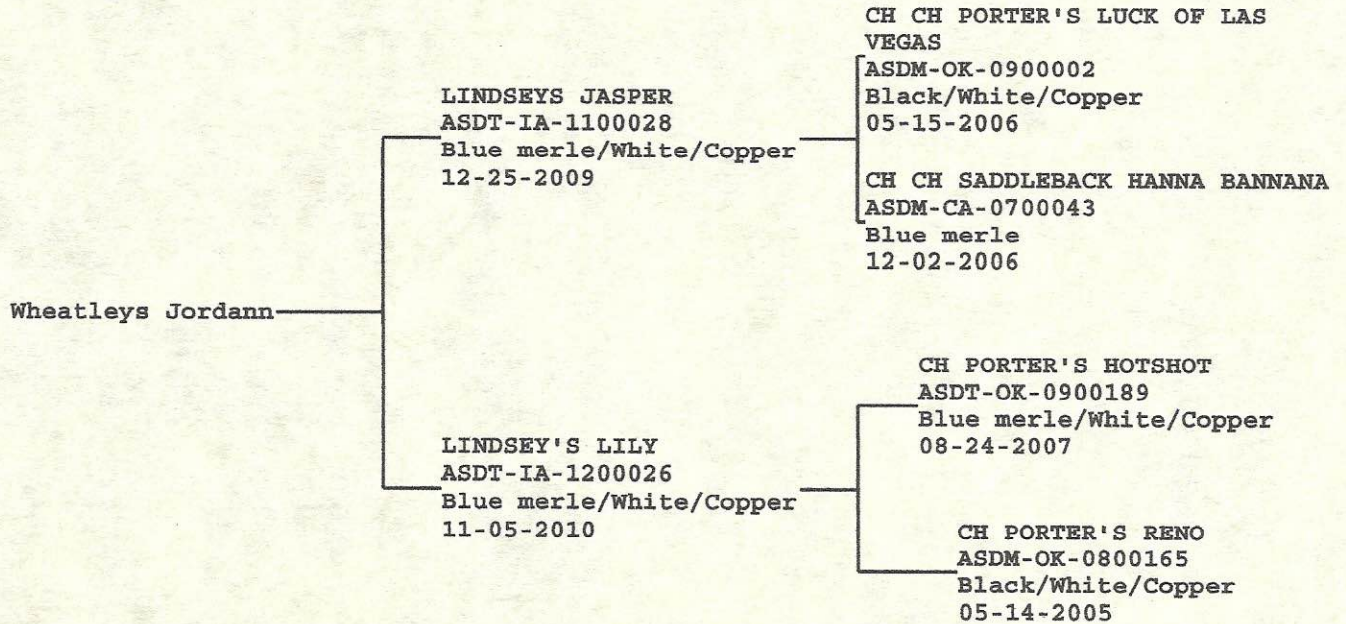 CH CH PORTER'S LUCK OF LAS
VEGAS
ASDM-OK-0900002
Black/White/Copper
05-15-2006
LINDSEYS JASPER
ASDT-IA-1100028
Blue merle/White/Copper
12-25-2009
CH CH SADDLEBACK HANNA BANNANA
ASDM-CA-0700043
Blue merle
12-02-2006
Wheatleys Jordann
CH PORTER'S HOTSHOT
ASDT-OK-0900189
Blue merle/White/Copper
08-24-2007
LINDSEY'S LILY
ASDT-IA-1200026
Blue merle/White/Copper
11-05-2010
CH PORTER'S RENO
ASDM-OK-0800165
Black/White/Copper
05-14-2005